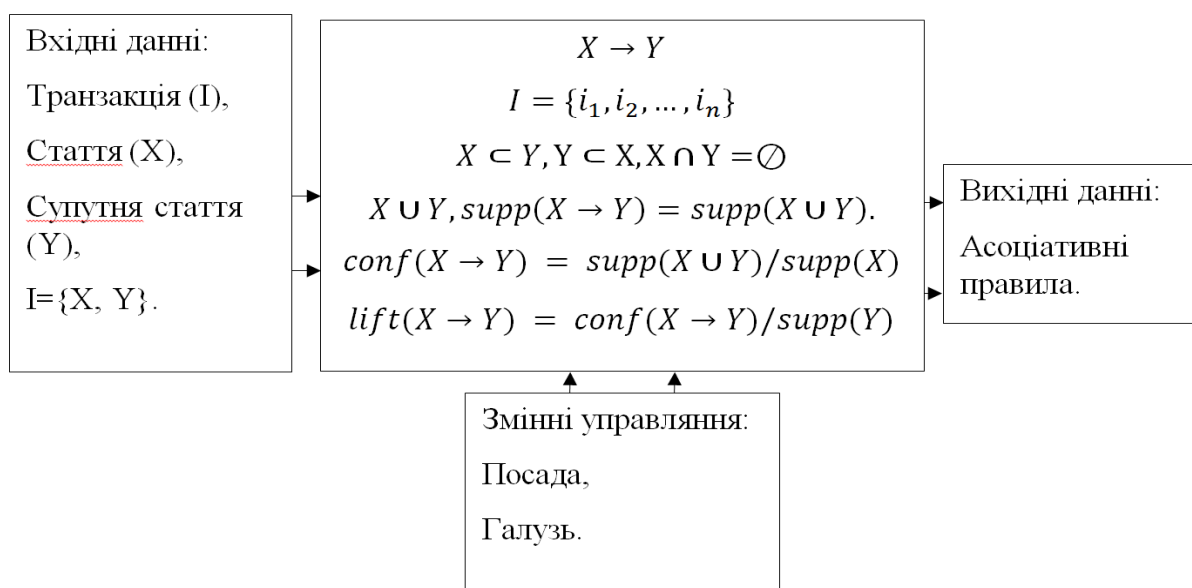 Вхідні данні:
Транзакція (I),
Стаття (X),
Супутня стаття
(Y),
I={X, Y}.
X → Y
I = {i₁, i₂, … , iₙ}
X ⊂ Y, Y ⊂ X, X ∩ Y = ∅
X ∪ Y, supp(X → Y) = supp(X ∪ Y).
conf(X → Y) = supp(X ∪ Y)/supp(X)
lift(X → Y) = conf(X → Y)/supp(Y)
Вихідні данні:
Асоціативні
правила.
Змінні управляння:
Посада,
Галузь.